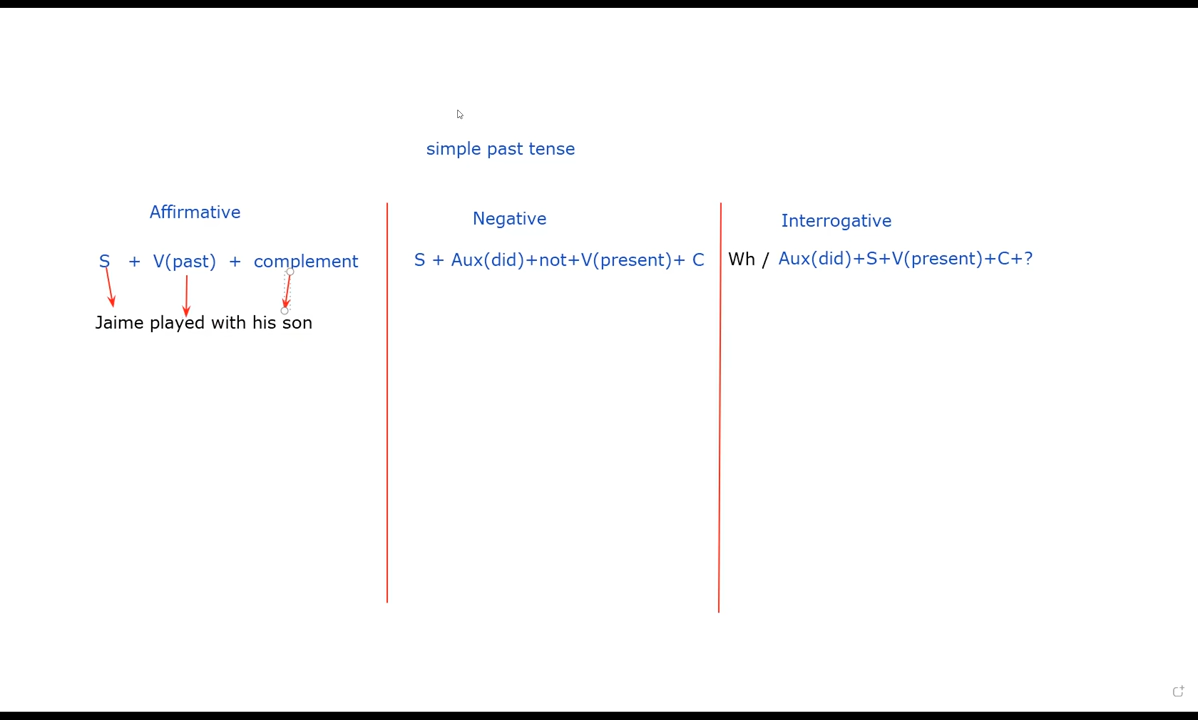 simple past tense
Affirmative
S + V(past) + complement
Jaime played with his son
Negative
S + Aux(did)+not+V(present)+ C
Interrogative
Wh / Aux(did)+S+V(present)+C+?